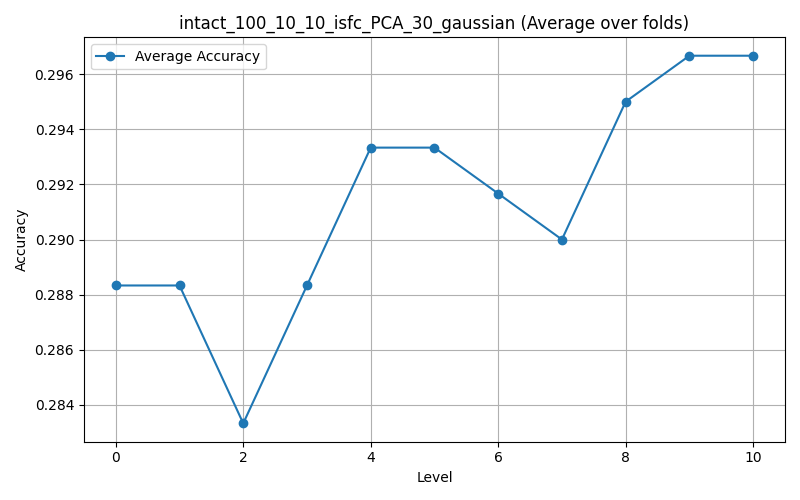 intact_100_10_10_isfc_PCA_30_gaussian (Average over folds)
Average Accuracy
Accuracy
0.296
0.294
0.292
0.290
0.288
0.286
0.284
0 2 4 6 8 10
Level